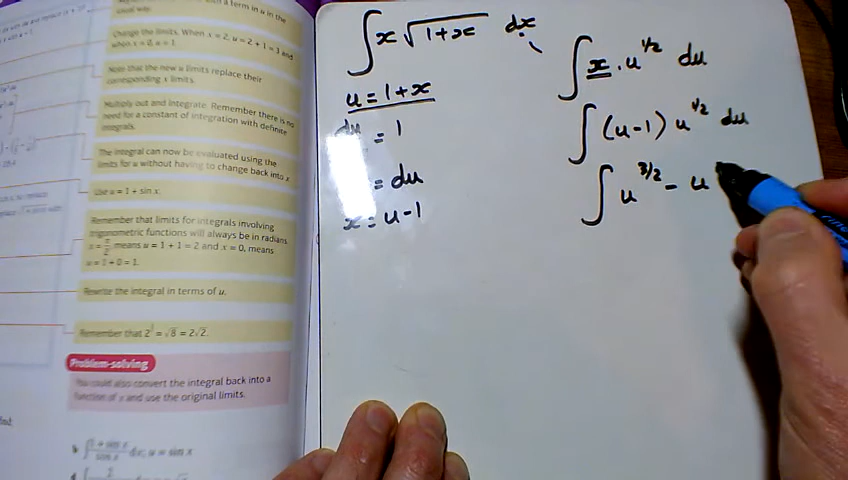 usual way.
Change the limits. When x = 2, u = 2 + 1 = 3 and
when x = 0, u = 1.
Note that the new u limits replace their
corresponding x limits.
Multiply out and integrate. Remember there is no
need for a constant of integration with definite
integrals.
The integral can now be evaluated using the
limits for u without having to change back into x
Use u = 1 + sin x.
Remember that limits for integrals involving
trigonometric functions will always be in radians
x = π/2 means u = 1 + 1 = 2 and x = 0, means
u = 1 + 0 = 1.
Rewrite the integral in terms of u.
= √8 = 2√2.
Problem-solving
You could also convert the integral back into a
function of x and use the original limits.
∫ x √(1+x) dx
u = 1+x
= 1
= du
x = u-1
∫ x · u^1/2 du
∫ (u-1) u^1/2 du
∫ u^3/2 - u